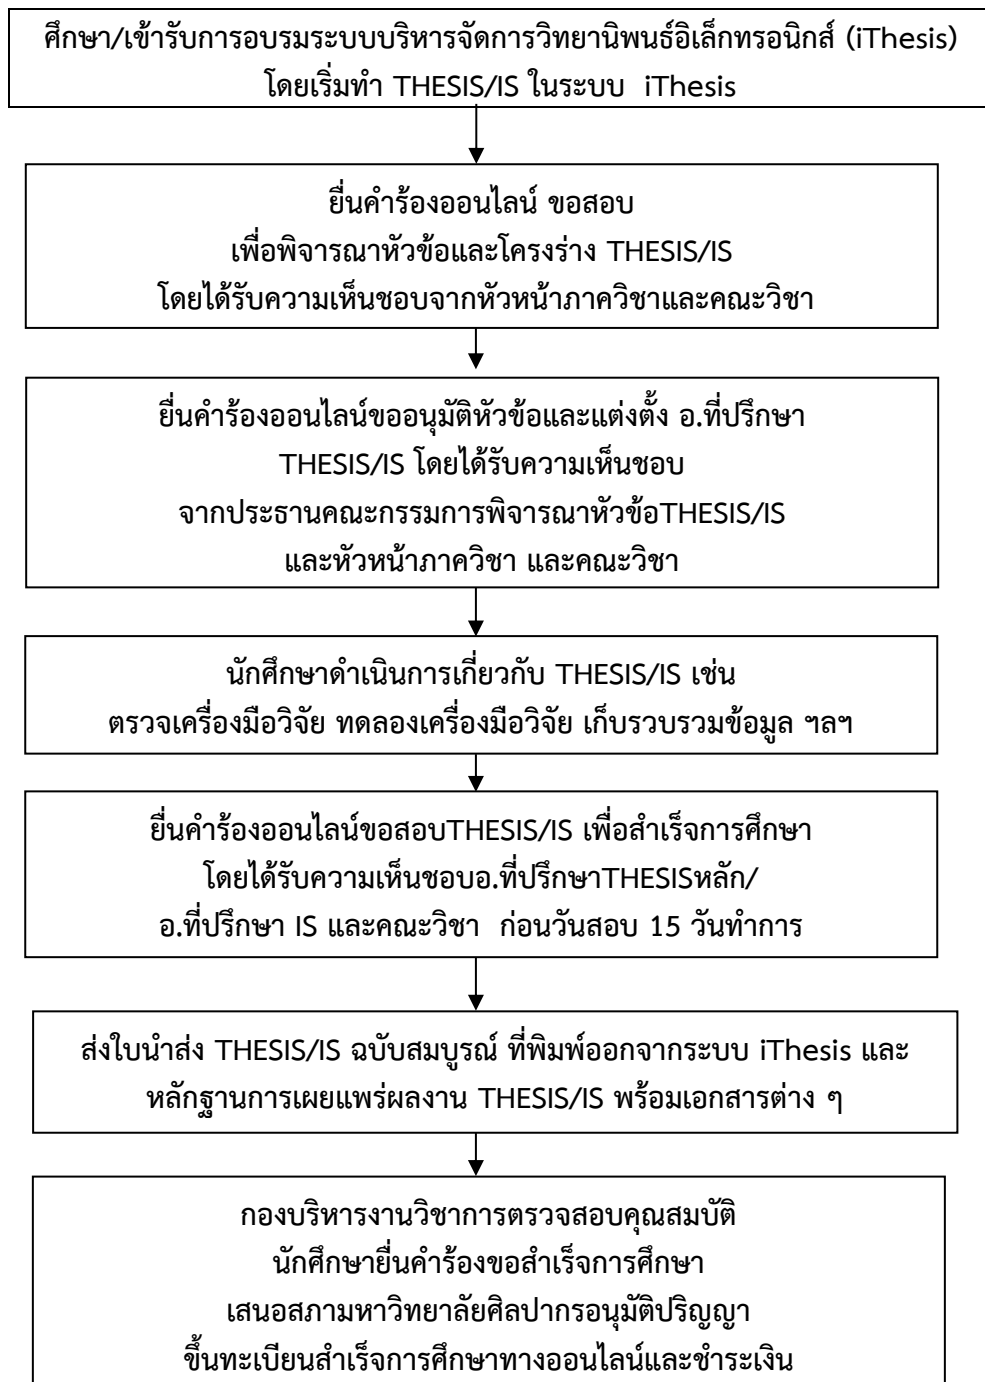 ศึกษา/เข้ารับการอบรมระบบบริหารจัดการวิทยานิพนธ์อิเล็กทรอนิกส์ (iThesis)
โดยเริ่มทำ THESIS/IS ในระบบ iThesis
ยื่นคำร้องออนไลน์ ขอสอบ
เพื่อพิจารณาหัวข้อและโครงร่าง THESIS/IS
โดยได้รับความเห็นชอบจากหัวหน้าภาควิชาและคณะวิชา
ยื่นคำร้องออนไลน์ขออนุมัติหัวข้อและแต่งตั้ง อ.ที่ปรึกษา
THESIS/IS โดยได้รับความเห็นชอบ
จากประธานคณะกรรมการพิจารณาหัวข้อTHESIS/IS
และหัวหน้าภาควิชา และคณะวิชา
นักศึกษาดำเนินการเกี่ยวกับ THESIS/IS เช่น
ตรวจเครื่องมือวิจัย ทดลองเครื่องมือวิจัย เก็บรวบรวมข้อมูล ฯลฯ
ยื่นคำร้องออนไลน์ขอสอบTHESIS/IS เพื่อสำเร็จการศึกษา
โดยได้รับความเห็นชอบอ.ที่ปรึกษาTHESISหลัก/
อ.ที่ปรึกษา IS และคณะวิชา ก่อนวันสอบ 15 วันทำการ
ส่งใบนำส่ง THESIS/IS ฉบับสมบูรณ์ ที่พิมพ์ออกจากระบบ iThesis และ
หลักฐานการเผยแพร่ผลงาน THESIS/IS พร้อมเอกสารต่าง ๆ
กองบริหารงานวิชาการตรวจสอบคุณสมบัติ
นักศึกษายื่นคำร้องขอสำเร็จการศึกษา
เสนอสภามหาวิทยาลัยศิลปากรอนุมัติปริญญา
ขึ้นทะเบียนสำเร็จการศึกษาทางออนไลน์และชำระเงิน